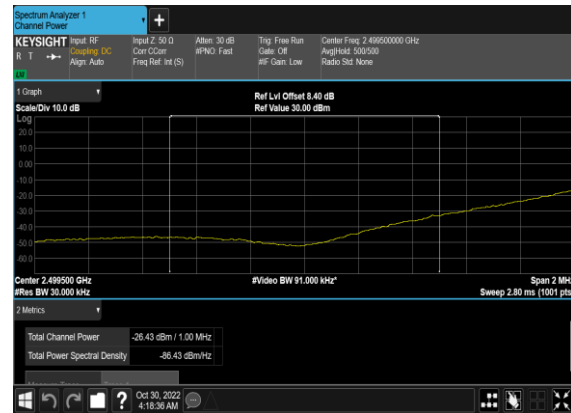 Spectrum Analyzer 1
Channel Power
KEYSIGHT Input: RF
R T Coupling: DC
Align: Auto
Input Z: 50 Ω
Corr CCorr
Freq Ref: Int (S)
Atten: 30 dB
#PNO: Fast
Trig: Free Run
Gate: Off
#IF Gain: Low
Center Freq: 2.499500000 GHz
Avg|Hold: 500/500
Radio Std: None
1 Graph
Scale/Div 10.0 dB
Ref Lvl Offset 8.40 dB
Ref Value 30.00 dBm
Log
20.0
10.0
0.00
-10.0
-20.0
-30.0
-40.0
-50.0
-60.0
Center 2.499500 GHz
#Res BW 30.000 kHz
#Video BW 91.000 kHz*
Span 2 MHz
Sweep 2.80 ms (1001 pts)
2 Metrics
Total Channel Power -26.43 dBm / 1.00 MHz
Total Power Spectral Density -86.43 dBm/Hz
?
Oct 30, 2022
4:18:36 AM